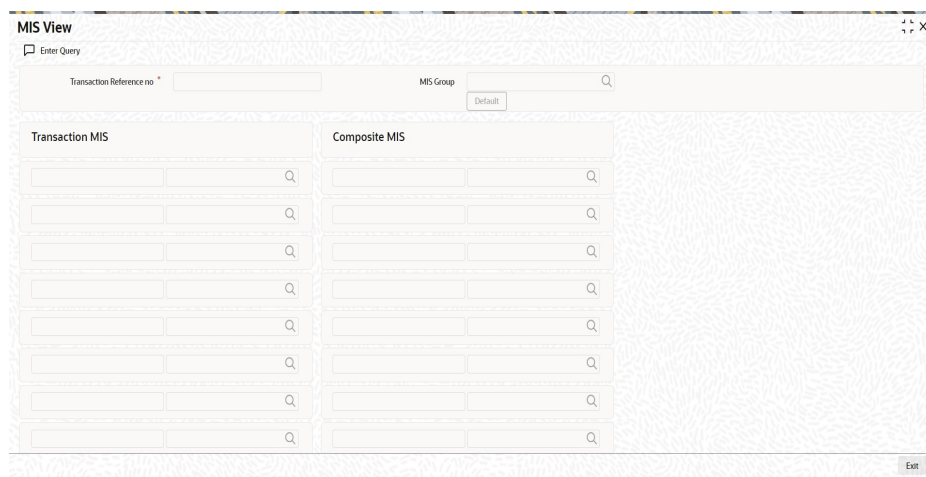 MIS View
Enter Query
Transaction Reference no *
MIS Group
Default
Transaction MIS
Composite MIS
Exit